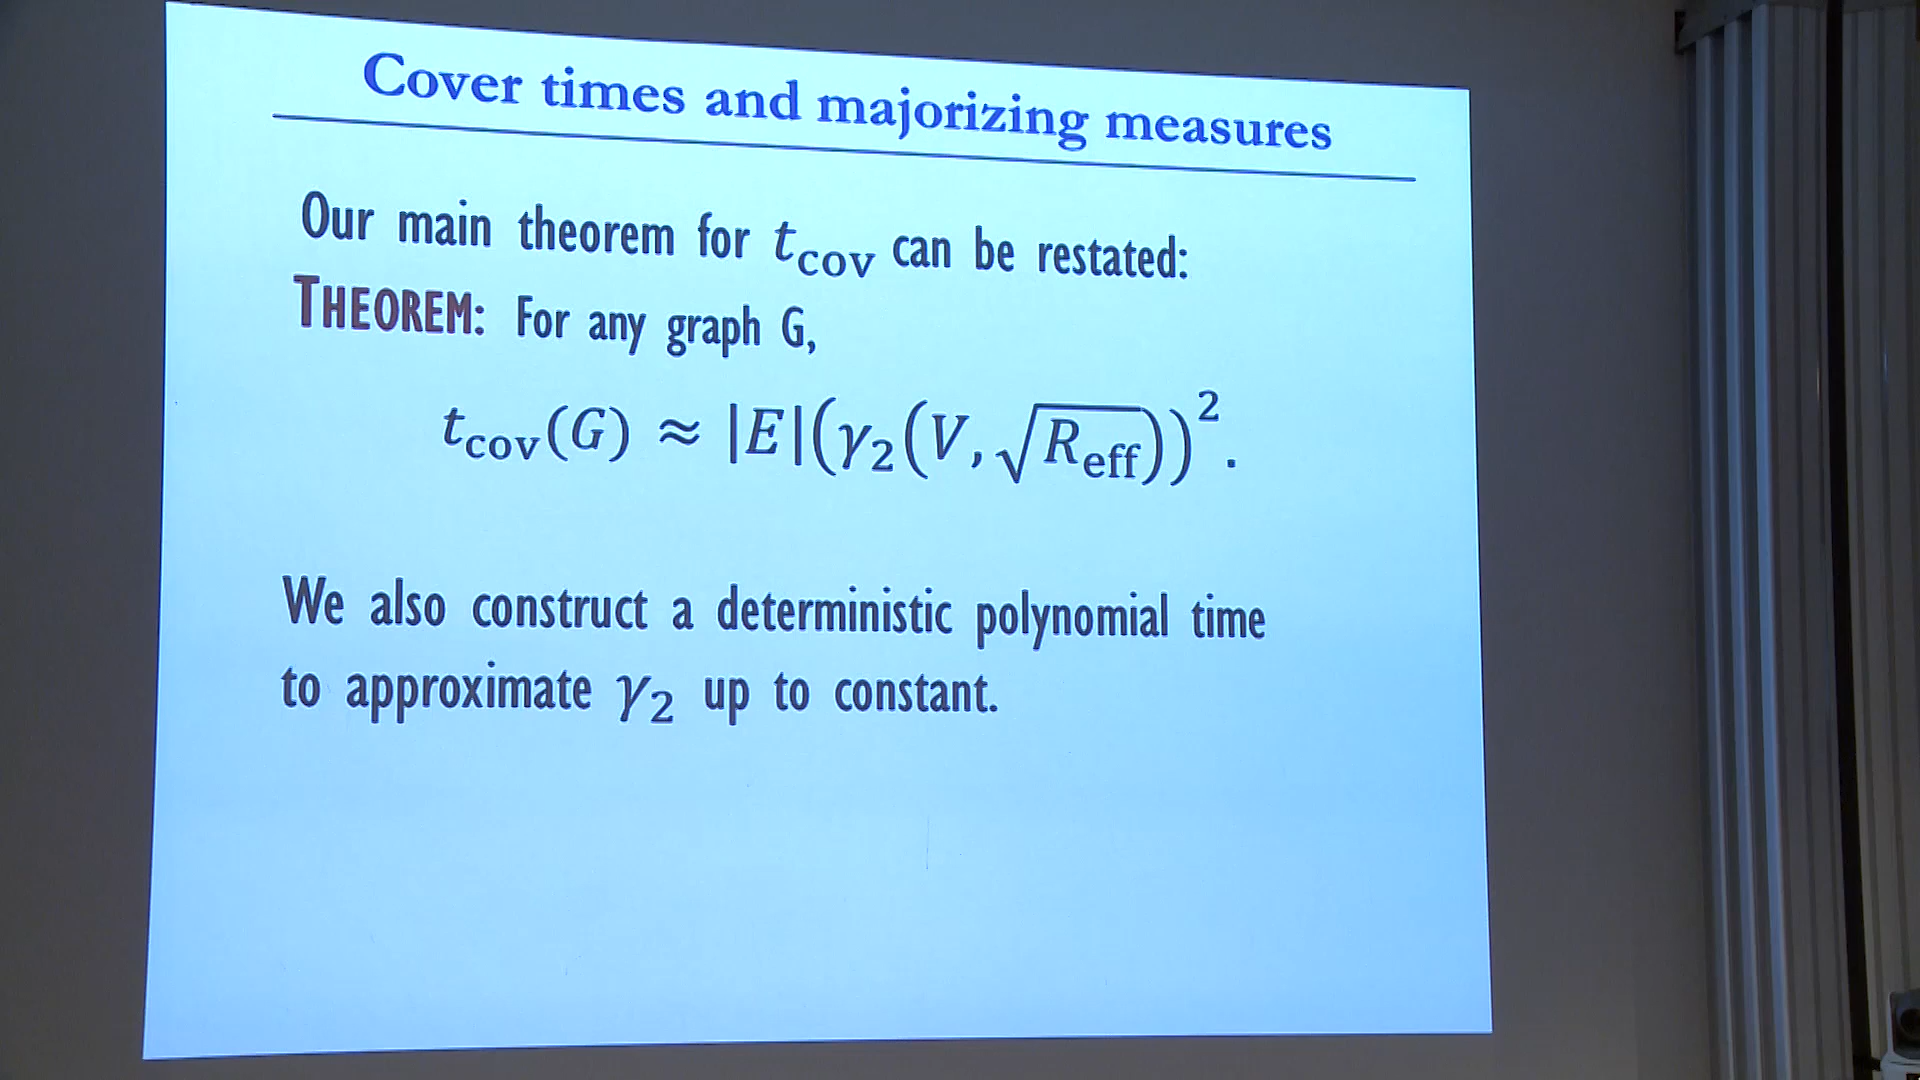 Cover times and majorizing measures
Our main theorem for t_cov can be restated:
THEOREM: For any graph G,
t_cov(G) ≈ |E|(γ₂(V, √R_eff))².
We also construct a deterministic polynomial time
to approximate γ₂ up to constant.